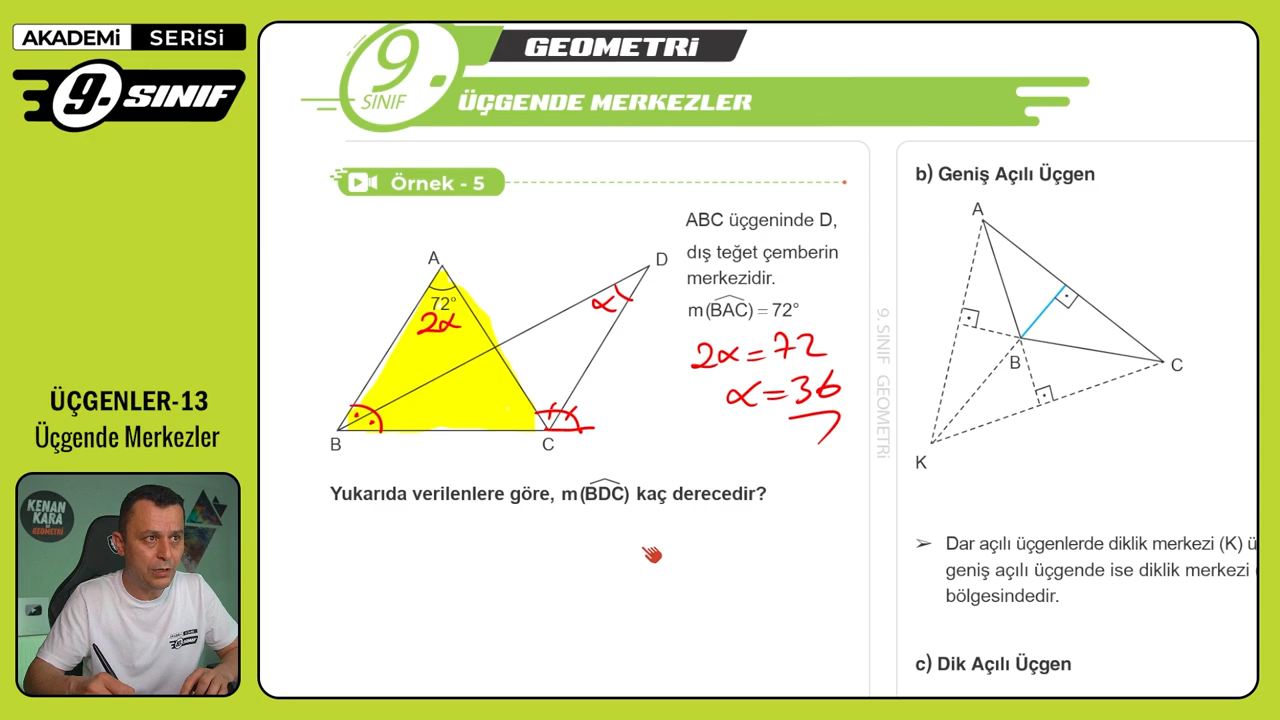 AKADEMİ SERİSİ
9. SINIF
ÜÇGENLER-13
Üçgende Merkezler
KENAN
KARA
İLE
GEOMETRİ
9. SINIF
9.
SINIF
GEOMETRİ
ÜÇGENDE MERKEZLER
Örnek - 5
ABC üçgeninde D,
dış teğet çemberin
merkezidir.
m(BAC) = 72°
A
D
72°
2α
α
B
C
2α = 72
α = 36
Yukarıda verilenlere göre, m(BDC) kaç derecedir?
9. SINIF GEOMETRİ
b) Geniş Açılı Üçgen
A
B
C
K
➢ Dar açılı üçgenlerde diklik merkezi (K) ü
geniş açılı üçgende ise diklik merkezi
bölgesindedir.
c) Dik Açılı Üçgen